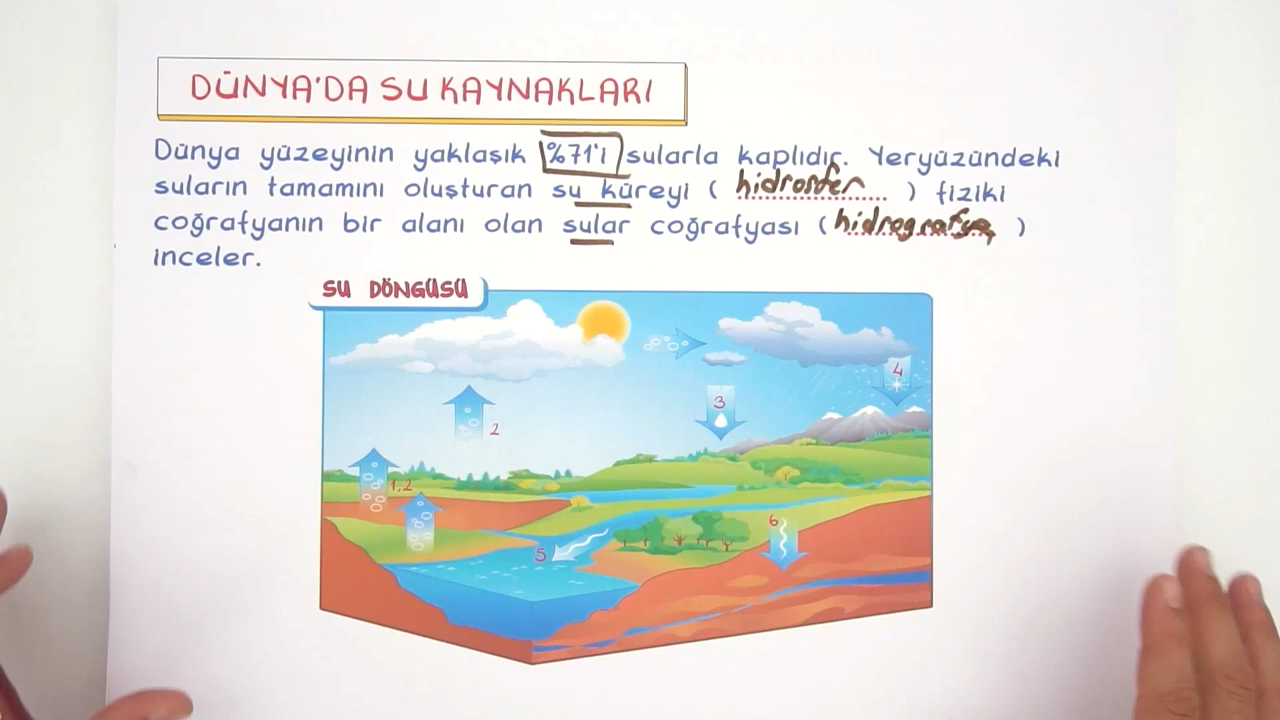 DÜNYA'DA SU KAYNAKLARI
Dünya yüzeyinin yaklaşık %71'i sularla kaplıdır. Yeryüzündeki
suların tamamını oluşturan su küreyi ( hidrosfer ) fiziki
coğrafyanın bir alanı olan sular coğrafyası ( hidrografya )
inceler.
SU DÖNGÜSÜ
4
3
2
1,2
6
5